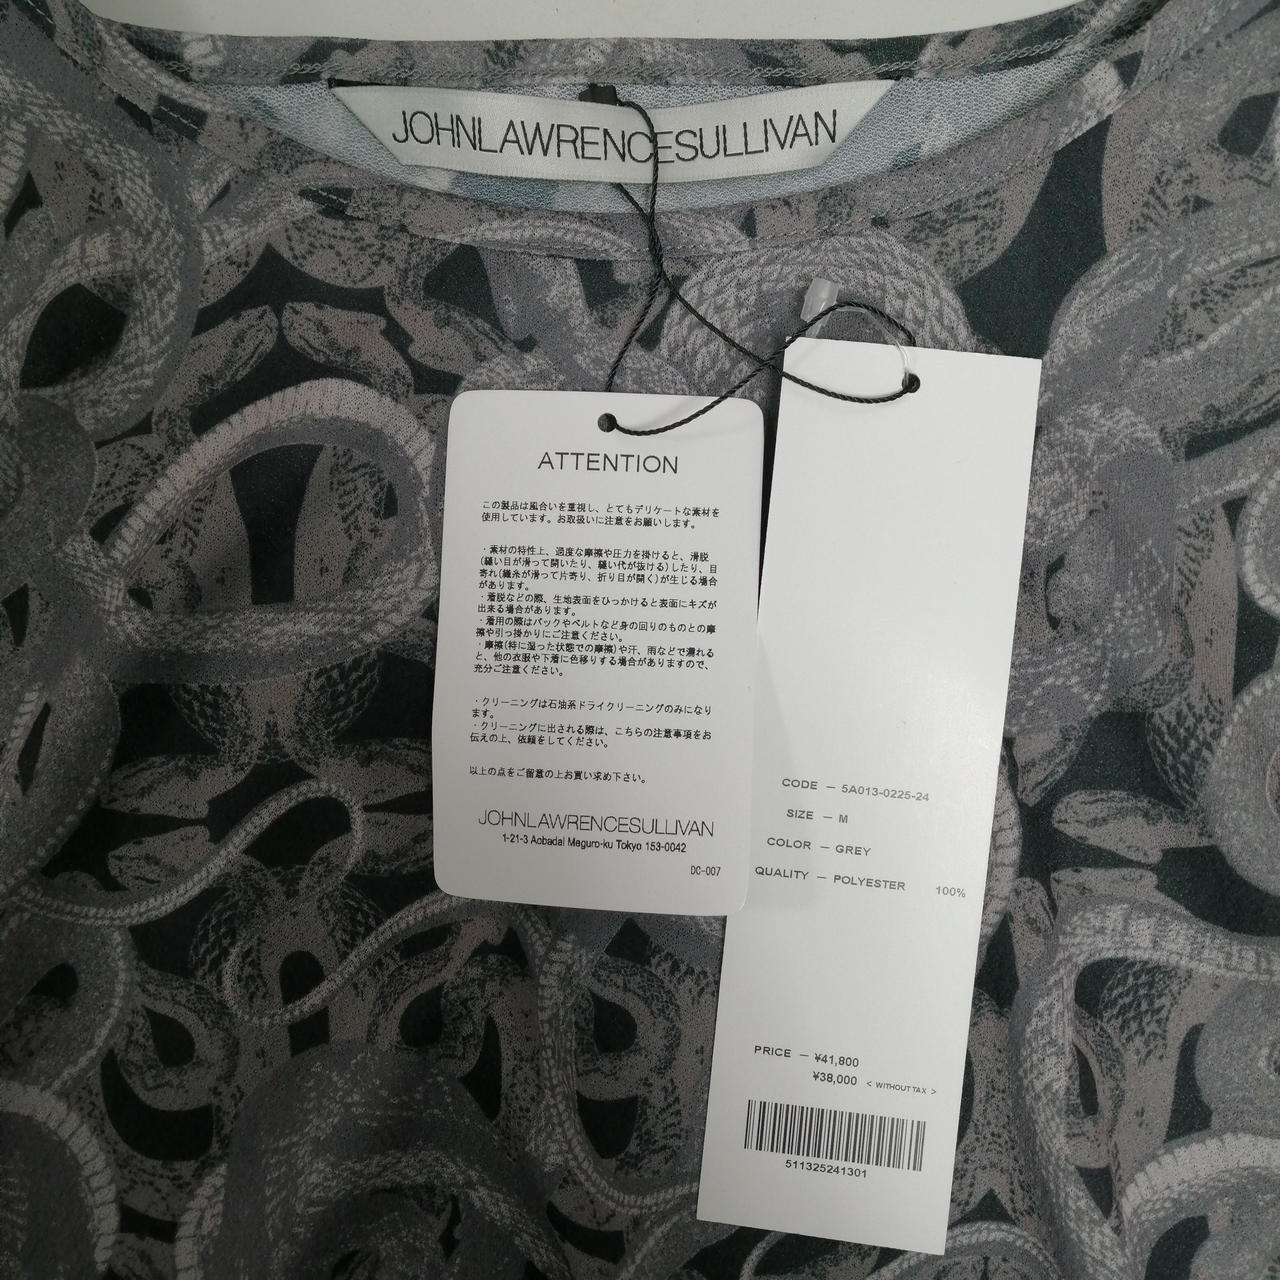 JOHNLAWRENCESULLIVAN
ATTENTION
この製品は風合いを重視し、とてもデリケートな素材を
使用しています。お取扱いに注意をお願いします。
・素材の特性上、過度な摩擦や圧力を掛けると、滑脱
(縫い目が滑って開いたり、縫い代が抜ける)したり、目
寄れ(織糸が滑って片寄り、折り目が開く)が生じる場合
があります。
・着脱などの際、生地表面をひっかけると表面にキズが
出来る場合があります。
・着用の際はバックやベルトなど身の回りのものとの摩
擦や引っ掛かりにご注意ください。
・摩擦(特に湿った状態での摩擦)や汗、雨などで濡れる
と、他の衣服や下着に色移りする場合がありますので、
充分ご注意ください。
・クリーニングは石油系ドライクリーニングのみになり
ます。
・クリーニングに出される際は、こちらの注意事項をお
伝えの上、依頼をしてください。
以上の点をご留意の上お買い求め下さい。
JOHNLAWRENCESULLIVAN
1-21-3 Aobadai Meguro-ku Tokyo 153-0042
DC-007
CODE — 5A013-0225-24
SIZE — M
COLOR — GREY
QUALITY — POLYESTER 100%
PRICE — ¥41,800
¥38,000 < WITHOUT TAX >
511325241301